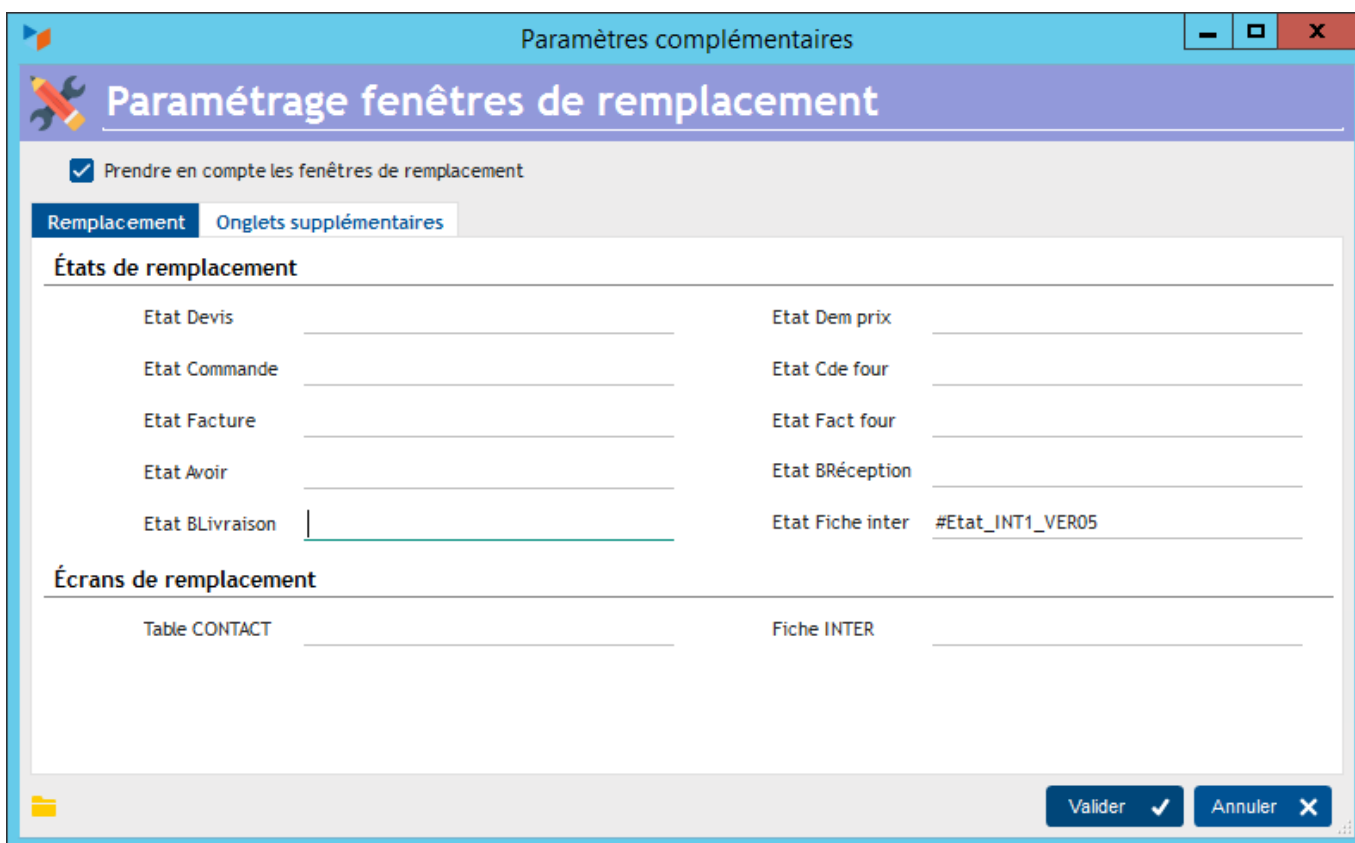 Paramètres complémentaires
Paramétrage fenêtres de remplacement
Prendre en compte les fenêtres de remplacement
Remplacement Onglets supplémentaires
États de remplacement
Etat Devis Etat Dem prix
Etat Commande Etat Cde four
Etat Facture Etat Fact four
Etat Avoir Etat BRéception
Etat BLivraison Etat Fiche inter #Etat_INT1_VER05
Écrans de remplacement
Table CONTACT Fiche INTER
Valider Annuler